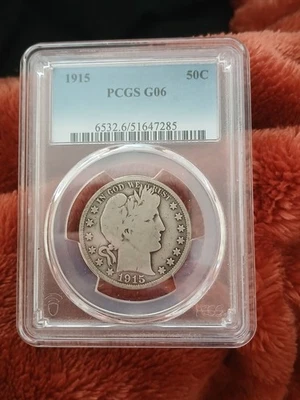 1915 50C
PCGS G06
6532.6/51647285
IN GOD WE TRUST
1915